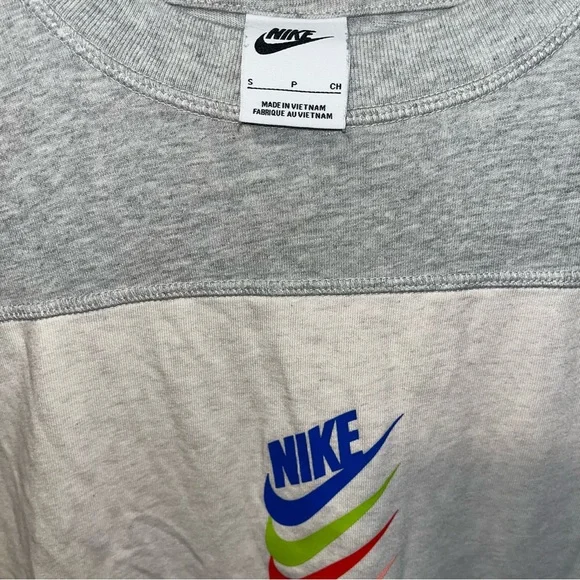 NIKE
S P CH
MADE IN VIETNAM
FABRIQUE AU VIETNAM
NIKE